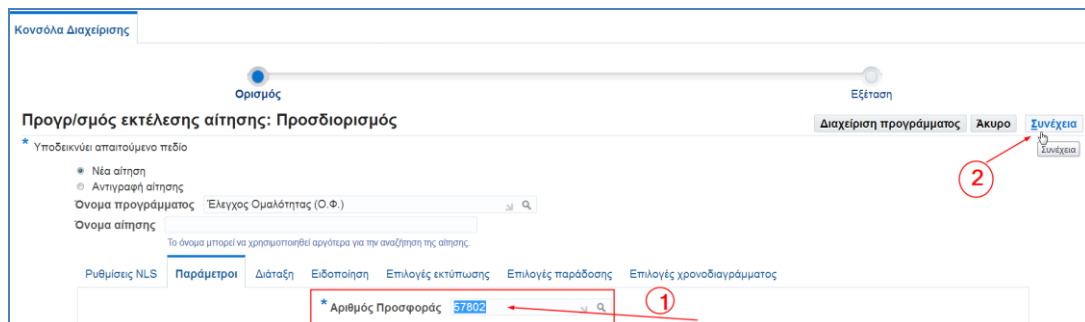 Κονσόλα Διαχείρισης
Ορισμός Εξέταση
Προγρ/σμός εκτέλεσης αίτησης: Προσδιορισμός Διαχείριση προγράμματος Άκυρο Συνέχεια
* Υποδεικνύει απαιτούμενο πεδίο Συνέχεια
Νέα αίτηση
Αντιγραφή αίτησης
2
Όνομα προγράμματος Έλεγχος Ομαλότητας (Ο.Φ.)
Όνομα αίτησης
Το όνομα μπορεί να χρησιμοποιηθεί αργότερα για την αναζήτηση της αίτησης.
Ρυθμίσεις NLS Παράμετροι Διάταξη Ειδοποίηση Επιλογές εκτύπωσης Επιλογές παράδοσης Επιλογές χρονοδιαγράμματος
* Αριθμός Προσφοράς 57802 1